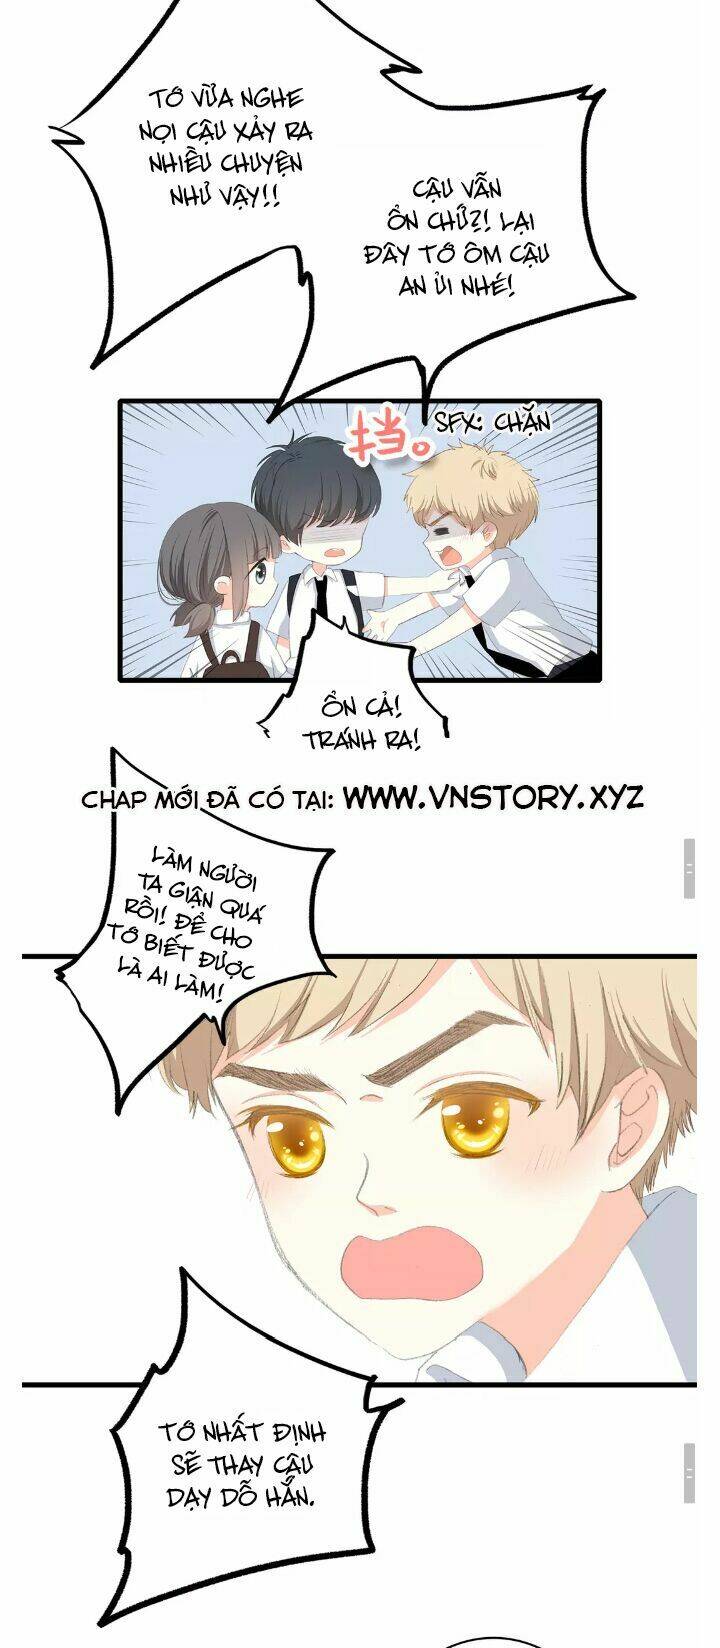 TỚ VỪA NGHE
NỌI CẬU XẢY RA
NHIỀU CHUYỆN
NHƯ VẬY!!
CẬU VẪN
ỔN CHỨ?! LẠI
ĐÂY TỚ ÔM CẬU
AN ỦI NHÉ!
挡。 SFX: CHẶN
ỔN CẢ!
TRÁNH RA!
CHAP MỚI ĐÃ CÓ TẠI: WWW.VNSTORY.XYZ
LÀM NGƯỜI
TA GIẬN QUÁ
RỒI! ĐỂ CHO
TỚ BIẾT ĐƯỢC
LÀ AI LÀM!
TỚ NHẤT ĐỊNH
SẼ THAY CẬU
DẠY DỖ HẮN.